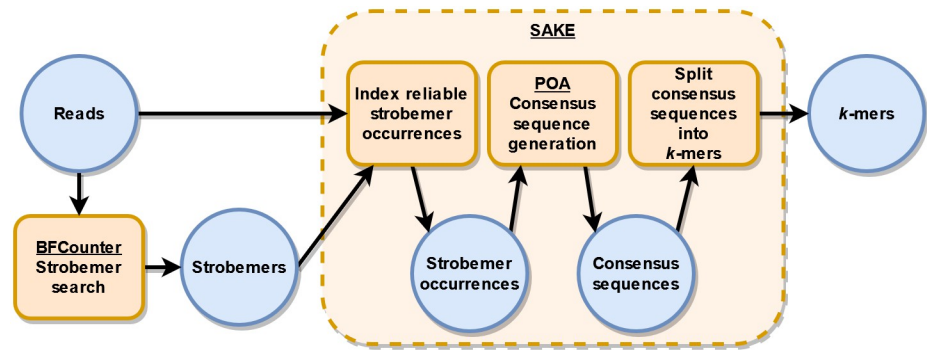 SAKE
Reads
Index reliable
strobemer
occurrences
POA
Consensus
sequence
generation
Split
consensus
sequences
into
k-mers
k-mers
BFCounter
Strobemer
search
Strobemers
Strobemer
occurrences
Consensus
sequences